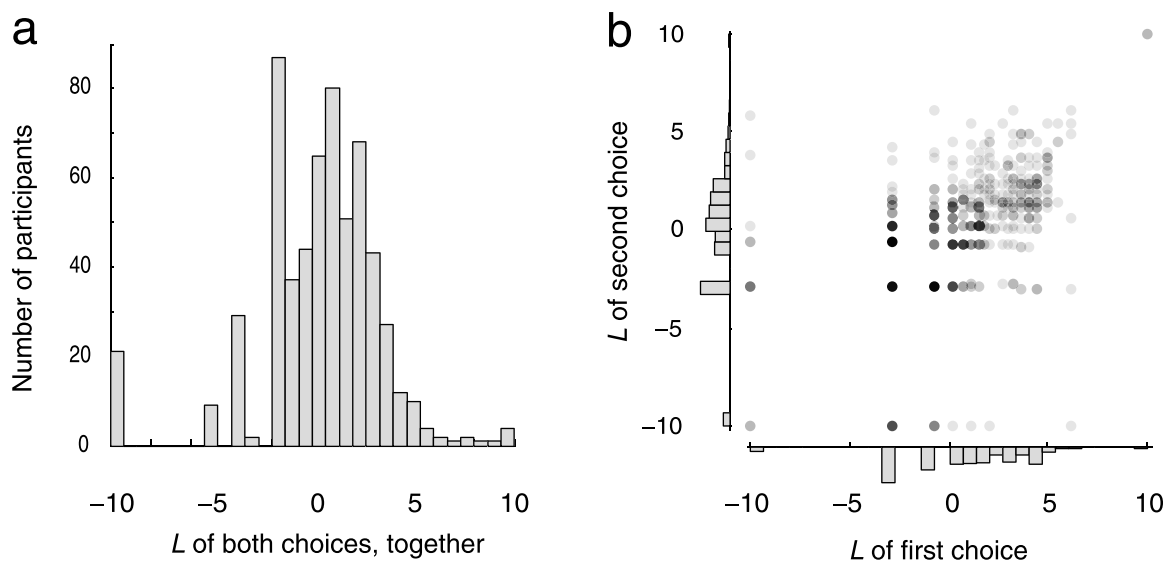 a
Number of participants
80
60
40
20
0
−10 −5 0 5 10
L of both choices, together
b
L of second choice
10
5
0
−5
−10
−10 −5 0 5 10
L of first choice